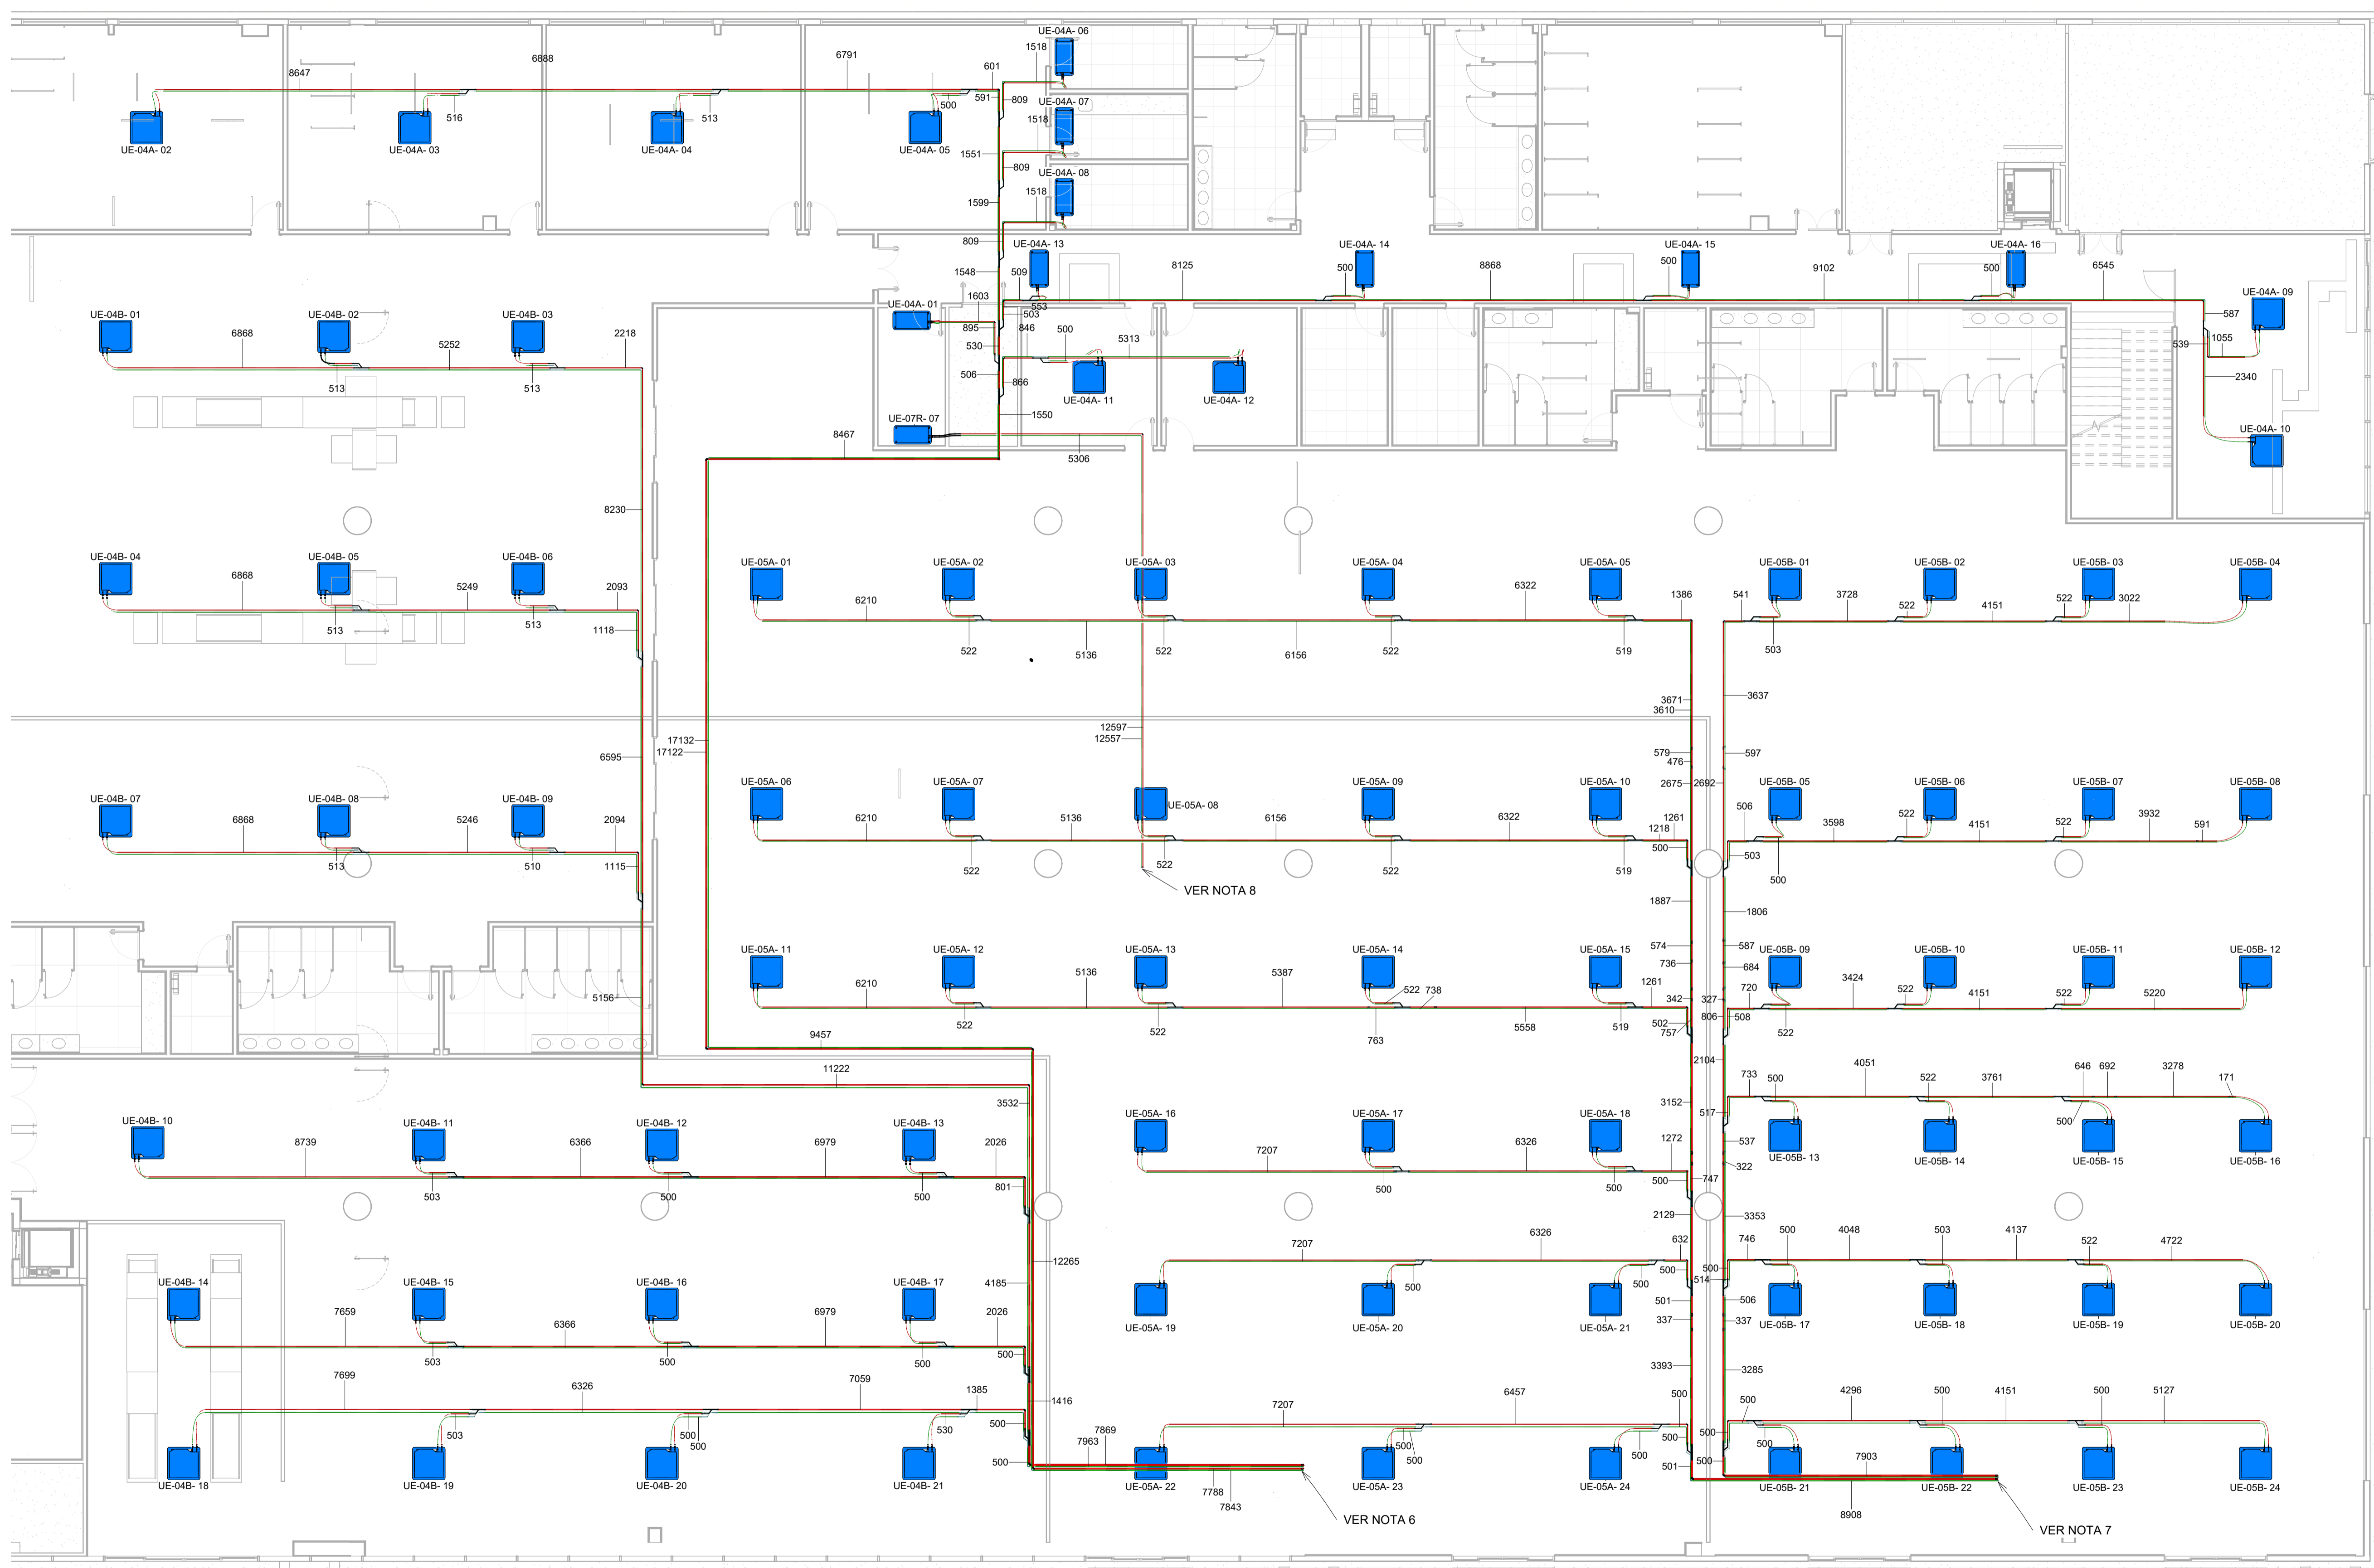 UE-04A- 06
1518
6791
6888
8647
601
591
809
UE-04A- 07
516
513
500
1518
UE-04A- 02
UE-04A- 03
UE-04A- 04
UE-04A- 05
1551
809
UE-04A- 08
1518
1599
809
UE-04A- 13
UE-04A- 14
UE-04A- 15
UE-04A- 16
1548
509
8125
500
8868
500
9102
500
6545
1603
UE-04A- 01
553
503
UE-04A- 09
587
UE-04B- 01
UE-04B- 02
UE-04B- 03
895
846
500
5313
6868
5252
2218
530
539
1055
506
866
2340
513
513
UE-04A- 11
UE-04A- 12
1550
UE-07R- 07
UE-04A- 10
8467
5306
8230
UE-04B- 04
UE-04B- 05
UE-04B- 06
UE-05A- 01
UE-05A- 02
UE-05A- 03
UE-05A- 04
UE-05A- 05
UE-05B- 01
UE-05B- 02
UE-05B- 03
UE-05B- 04
6868
5249
2093
6210
6322
1386
541
3728
522
4151
522
3022
513
513
1118
522
5136
522
6156
522
519
503
3671
3637
3610
12597
12557
17132
17122
6595
579
597
476
2675
2692
UE-05A- 06
UE-05A- 07
UE-05A- 09
UE-05A- 10
UE-05B- 05
UE-05B- 06
UE-05B- 07
UE-05B- 08
UE-04B- 07
UE-04B- 08
UE-04B- 09
UE-05A- 08
6868
5246
2094
6210
5136
6156
6322
1261
1218
506
3598
522
4151
522
3932
591
500
503
513
510
1115
522
522
522
519
500
VER NOTA 8
1887
1806
UE-05A- 11
UE-05A- 12
UE-05A- 13
UE-05A- 14
UE-05A- 15
574
587
UE-05B- 09
UE-05B- 10
UE-05B- 11
UE-05B- 12
736
684
5156
6210
5136
5387
522
738
1261
342
327
720
3424
522
4151
522
5220
502
806
508
522
522
763
5558
519
757
522
9457
2104
11222
733
500
4051
522
3761
646
692
3278
171
3532
3152
517
500
UE-04B- 10
UE-04B- 11
UE-04B- 12
UE-04B- 13
UE-05A- 16
UE-05A- 17
UE-05A- 18
8739
6366
6979
2026
7207
6326
1272
537
322
UE-05B- 13
UE-05B- 14
UE-05B- 15
UE-05B- 16
801
503
500
500
500
500
500
747
2129
3353
7207
6326
632
746
500
4048
503
4137
522
4722
12265
4185
500
500
500
500
514
UE-04B- 14
UE-04B- 15
UE-04B- 16
UE-04B- 17
501
506
7659
6366
6979
2026
UE-05A- 19
UE-05A- 20
UE-05A- 21
337
337
UE-05B- 17
UE-05B- 18
UE-05B- 19
UE-05B- 20
503
500
500
500
3393
3285
7699
6326
7059
1385
1416
7207
6457
500
500
4296
500
4151
500
5127
503
500
500
530
500
500
500
500
500
500
500
500
7869
7963
500
501
500
7903
UE-04B- 18
UE-04B- 19
UE-04B- 20
UE-04B- 21
UE-05A- 22
UE-05A- 23
UE-05A- 24
UE-05B- 21
UE-05B- 22
UE-05B- 23
UE-05B- 24
7788
7843
8908
VER NOTA 6
VER NOTA 7